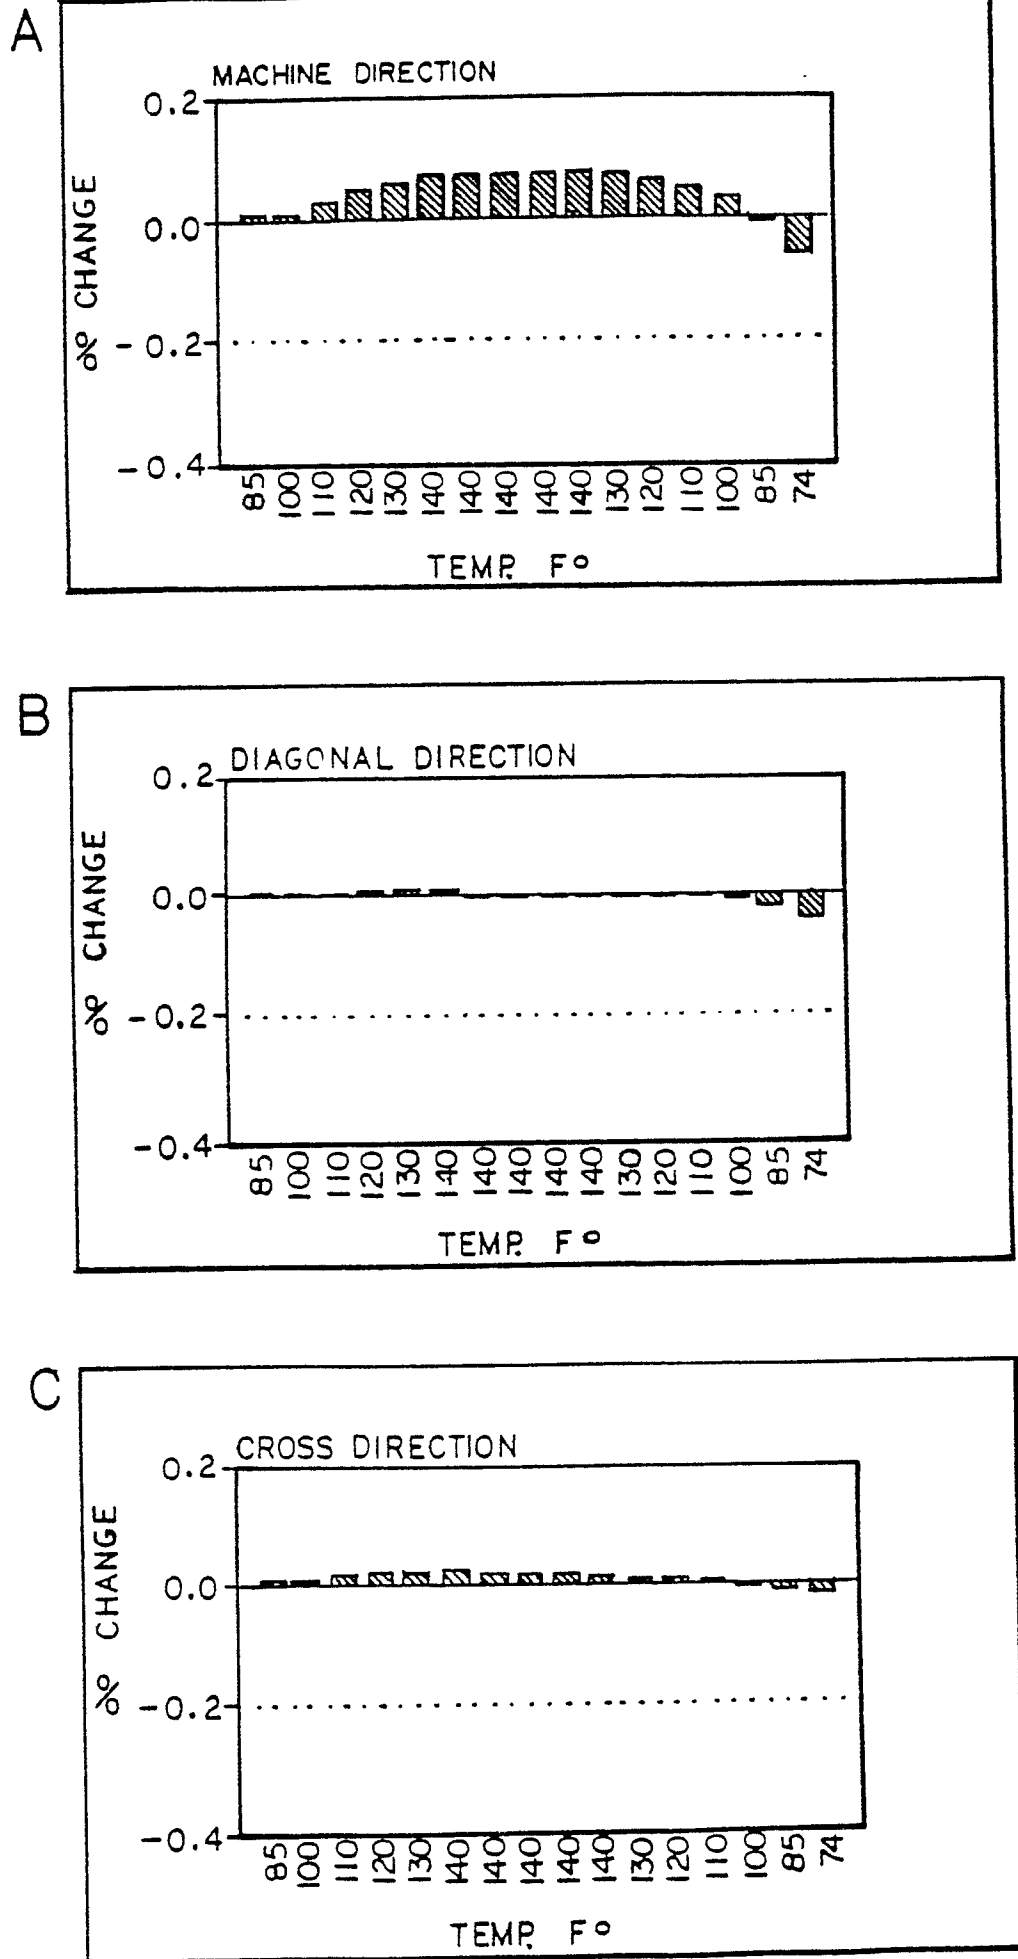 A
MACHINE DIRECTION
0.2
0.0
-0.2
-0.4
% CHANGE
85 100 110 120 130 140 140 140 140 140 130 120 110 100 85 74
TEMP. F°
B
DIAGONAL DIRECTION
0.2
0.0
-0.2
-0.4
% CHANGE
85 100 110 120 130 140 140 140 140 140 130 120 110 100 85 74
TEMP. F°
C
CROSS DIRECTION
0.2
0.0
-0.2
-0.4
% CHANGE
85 100 110 120 130 140 140 140 140 140 130 120 110 100 85 74
TEMP. F°